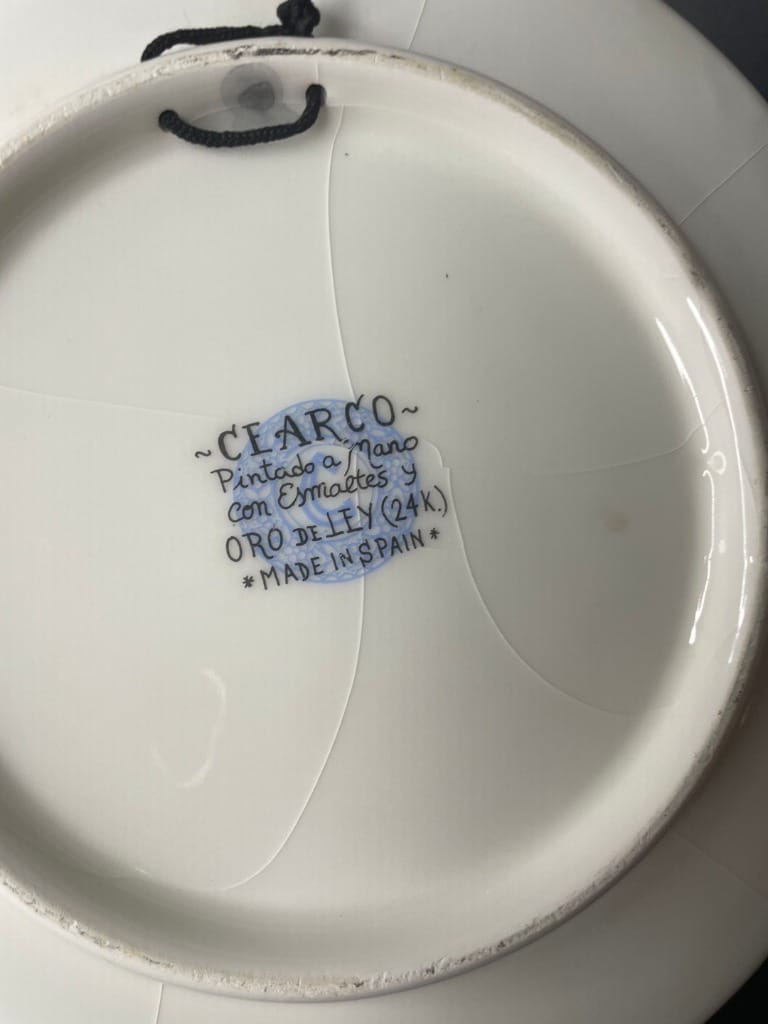 ~CEARCO~
Pintado a Mano
con Esmaltes y
ORO DE LEY (24K.)
*MADE IN SPAIN*